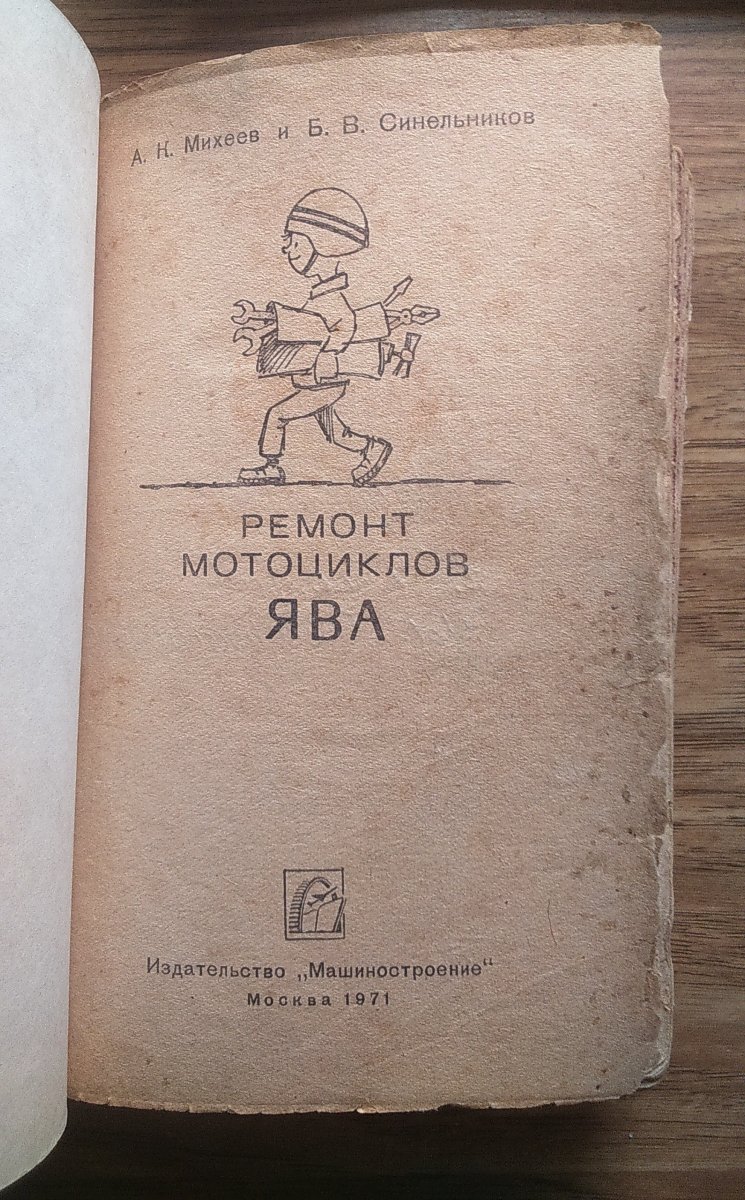 А. К. Михеев и Б. В. Синельников
РЕМОНТ
МОТОЦИКЛОВ
ЯВА
Издательство „Машиностроение“
Москва 1971